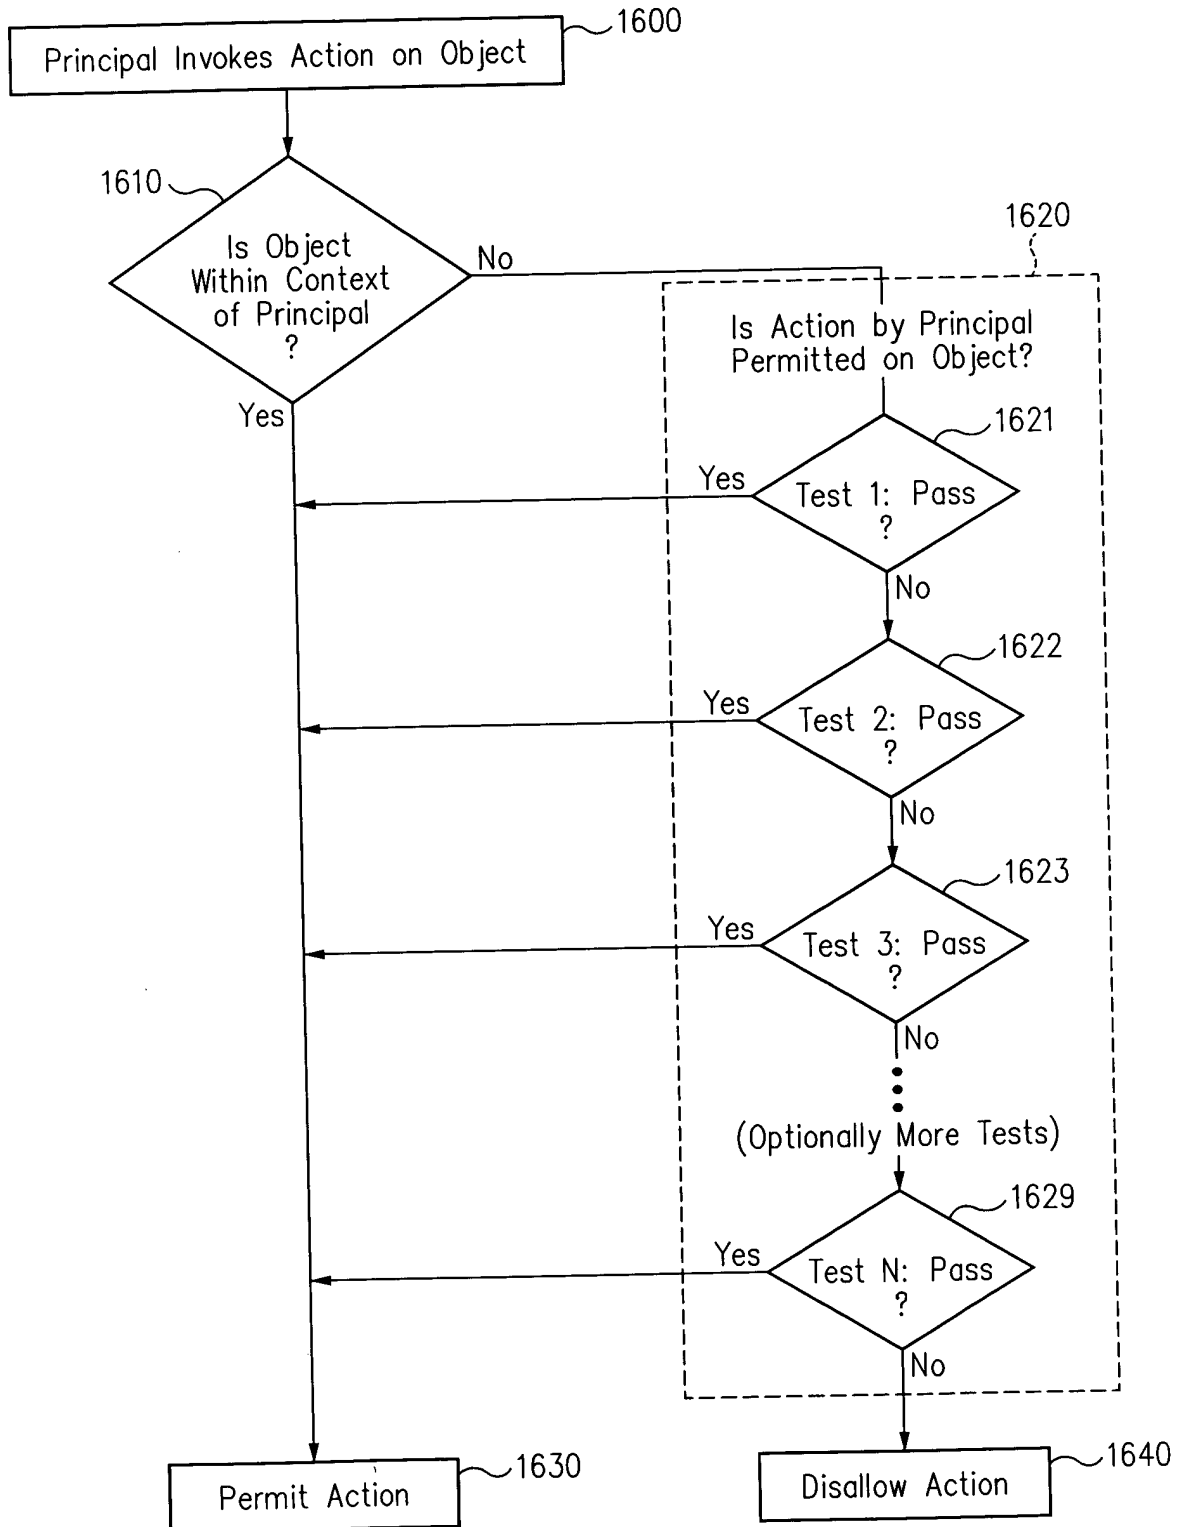 1600
Principal Invokes Action on Object
1610
Is Object
Within Context
of Principal
?
No
Yes
1620
Is Action by Principal
Permitted on Object?
1621
Yes
Test 1: Pass
?
No
1622
Yes
Test 2: Pass
?
No
1623
Yes
Test 3: Pass
?
No
(Optionally More Tests)
1629
Yes
Test N: Pass
?
No
1630
Permit Action
1640
Disallow Action